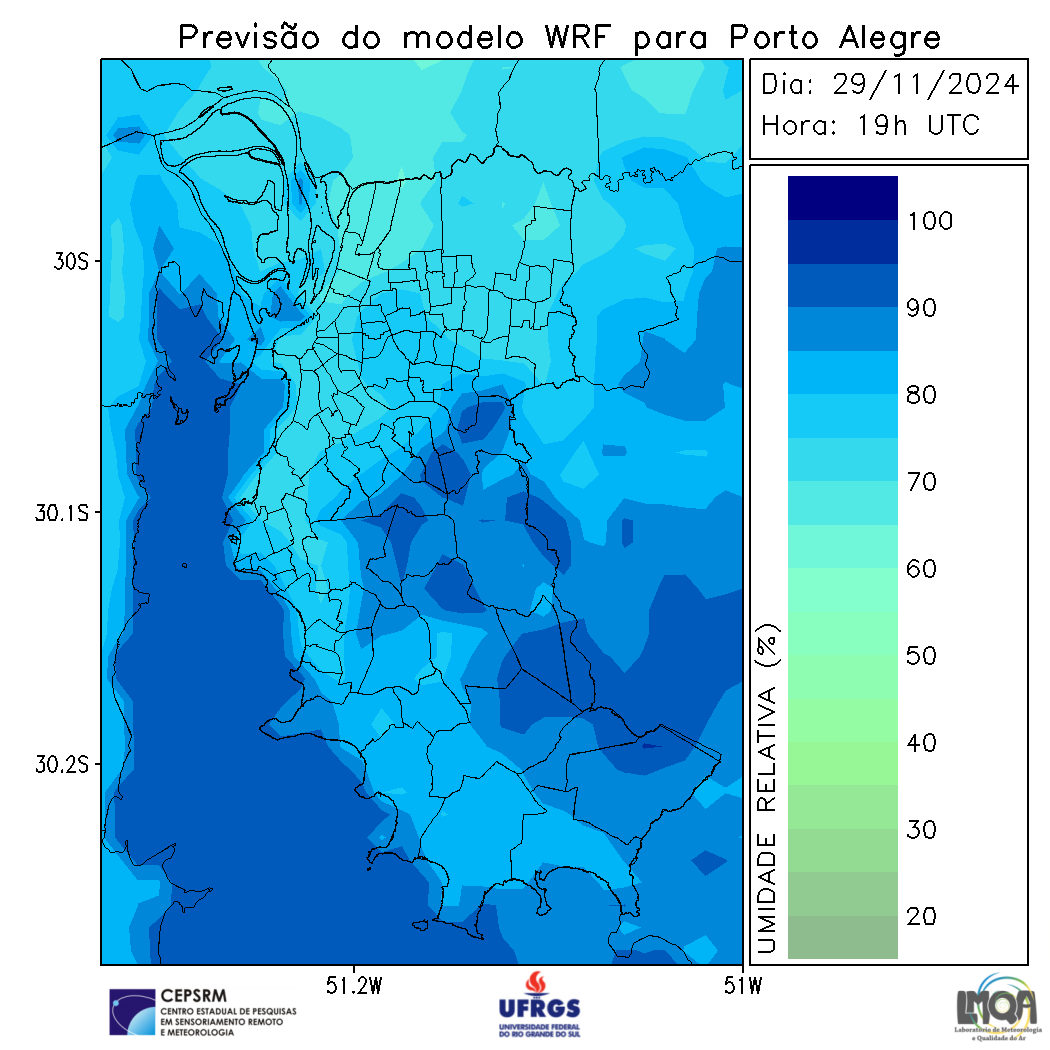 Previsão do modelo WRF para Porto Alegre
Dia: 29/11/2024
Hora: 19h UTC
30S
30.1S
30.2S
51.2W
51W
100
90
80
70
60
50
40
30
20
UMIDADE RELATIVA (%)
CEPSRM
CENTRO ESTADUAL DE PESQUISAS
EM SENSORIAMENTO REMOTO
E METEOROLOGIA
UFRGS
UNIVERSIDADE FEDERAL
DO RIO GRANDE DO SUL
LMQA
Laboratório de Meteorologia
e Qualidade do Ar